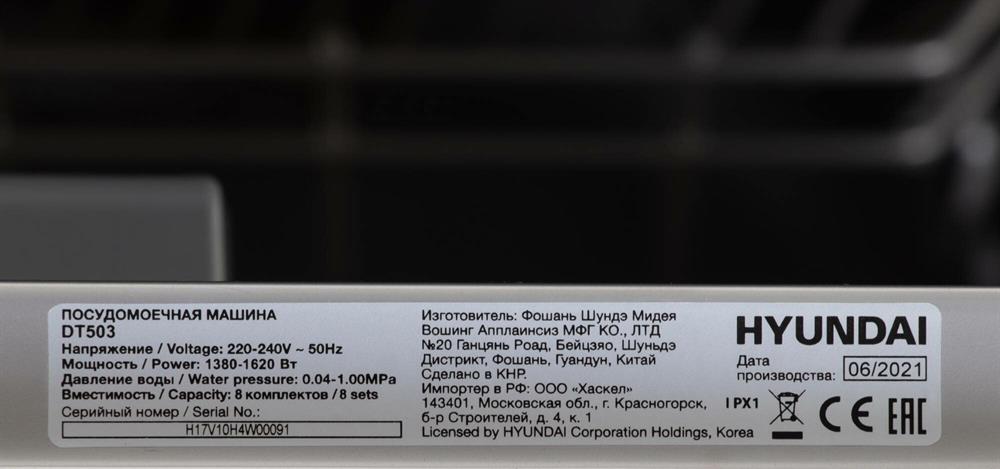 ПОСУДОМОЕЧНАЯ МАШИНА
DT503
Напряжение / Voltage: 220-240V ~ 50Hz
Мощность / Power: 1380-1620 Вт
Давление воды / Water pressure: 0.04-1.00MPa
Вместимость / Capacity: 8 комплектов / 8 sets
Серийный номер / Serial No.:
H17V10H4W00091
Изготовитель: Фошань Шундэ Мидея
Вошинг Апплаинсиз МФГ КО., ЛТД
№20 Ганцянь Роад, Бейцзяо, Шуньдэ
Дистрикт, Фошань, Гуандун, Китай
Сделано в КНР.
Импортер в РФ: ООО «Хаскел»
143401, Московская обл., г. Красногорск,
б-р Строителей, д. 4, к. 1
Licensed by HYUNDAI Corporation Holdings, Korea
HYUNDAI
Дата
производства: 06/2021
IPX1 CE EAC